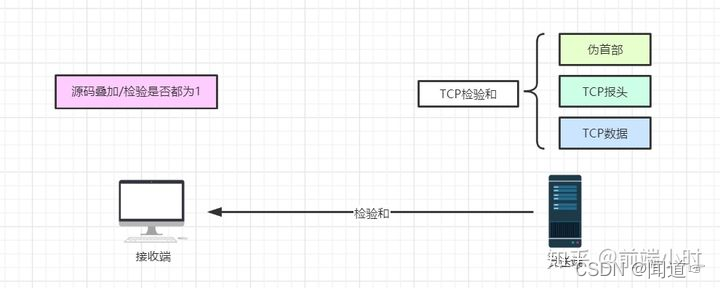 伪首部
源码叠加/检验是否都为1
TCP检验和
TCP报头
TCP数据
检验和
接收端
知乎 @前端小时
CSDN @闻道